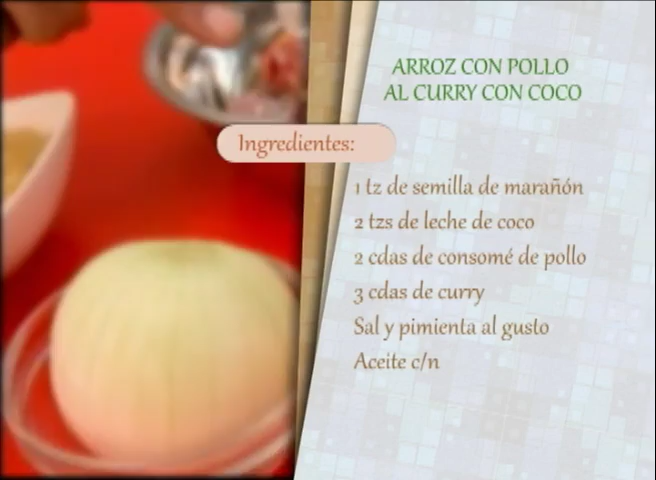 ARROZ CON POLLO
AL CURRY CON COCO
Ingredientes:
1 tz de semilla de marañón
2 tzs de leche de coco
2 cdas de consomé de pollo
3 cdas de curry
Sal y pimienta al gusto
Aceite c/n